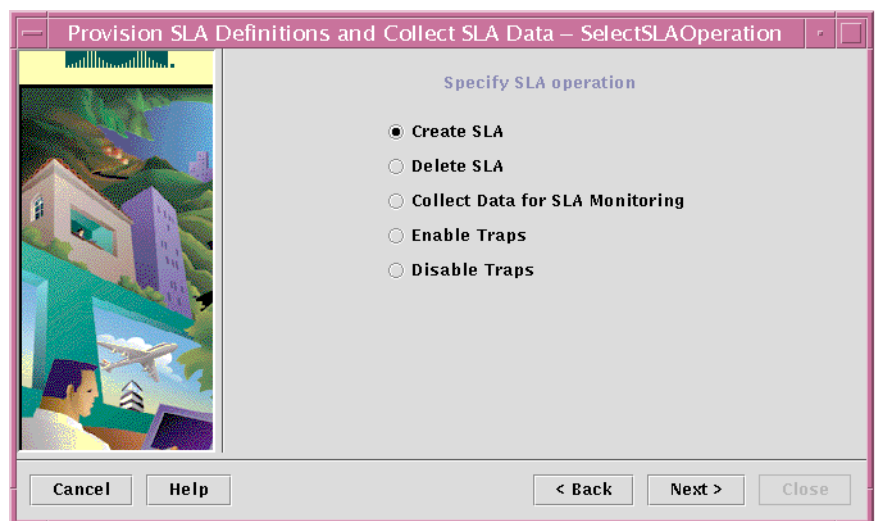 Provision SLA Definitions and Collect SLA Data – SelectSLAOperation
Specify SLA operation
Create SLA
Delete SLA
Collect Data for SLA Monitoring
Enable Traps
Disable Traps
Cancel
Help
< Back
Next >
Close